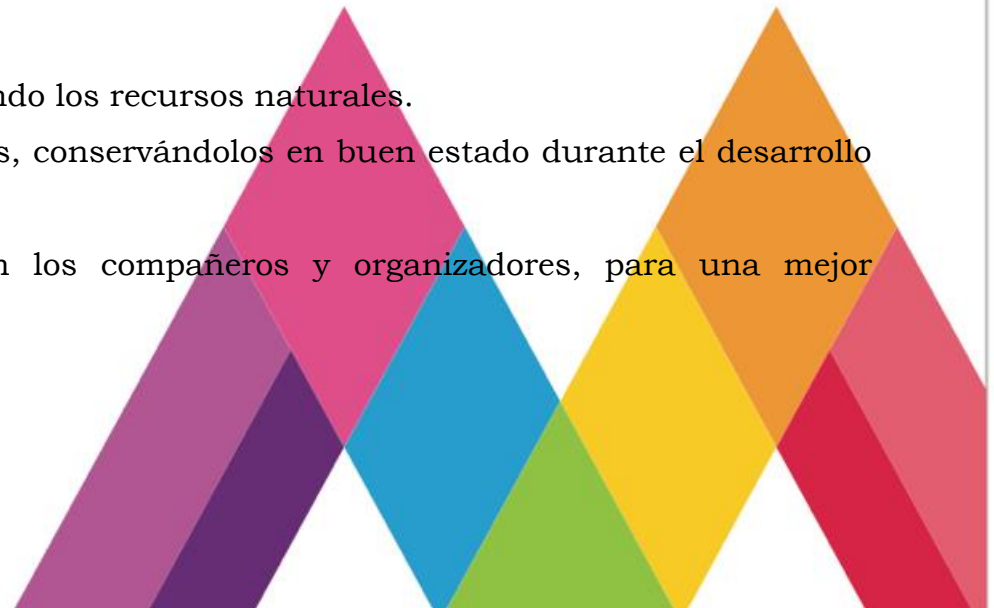 ndo los recursos naturales.
s, conservándolos en buen estado durante el desarrollo
los compañeros y organizadores, para una mejor